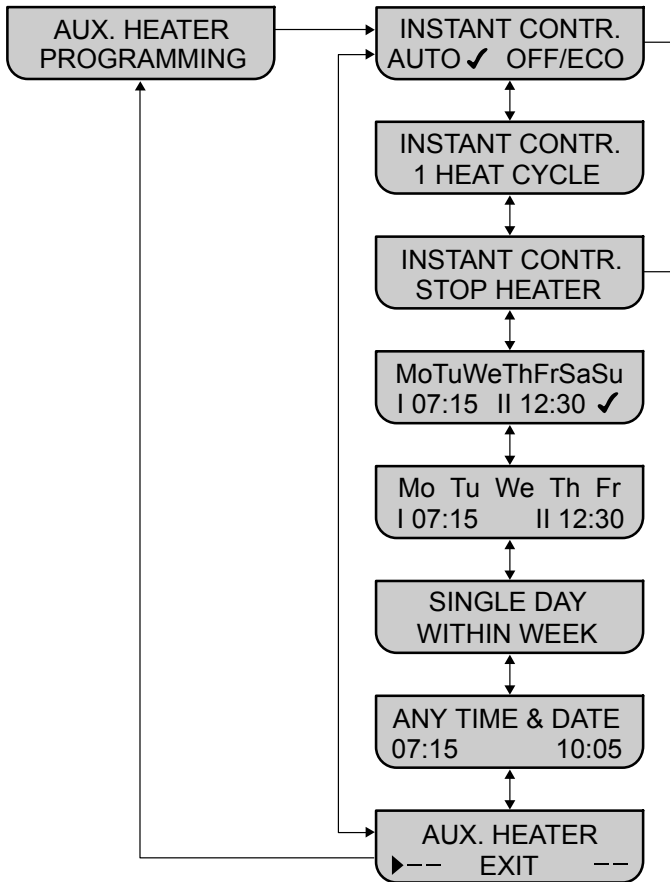 AUX. HEATER
PROGRAMMING
INSTANT CONTR.
AUTO ✓ OFF/ECO
INSTANT CONTR.
1 HEAT CYCLE
INSTANT CONTR.
STOP HEATER
MoTuWeThFrSaSu
I 07:15 II 12:30 ✓
Mo Tu We Th Fr
I 07:15 II 12:30
SINGLE DAY
WITHIN WEEK
ANY TIME & DATE
07:15 10:05
AUX. HEATER
▶-- EXIT --